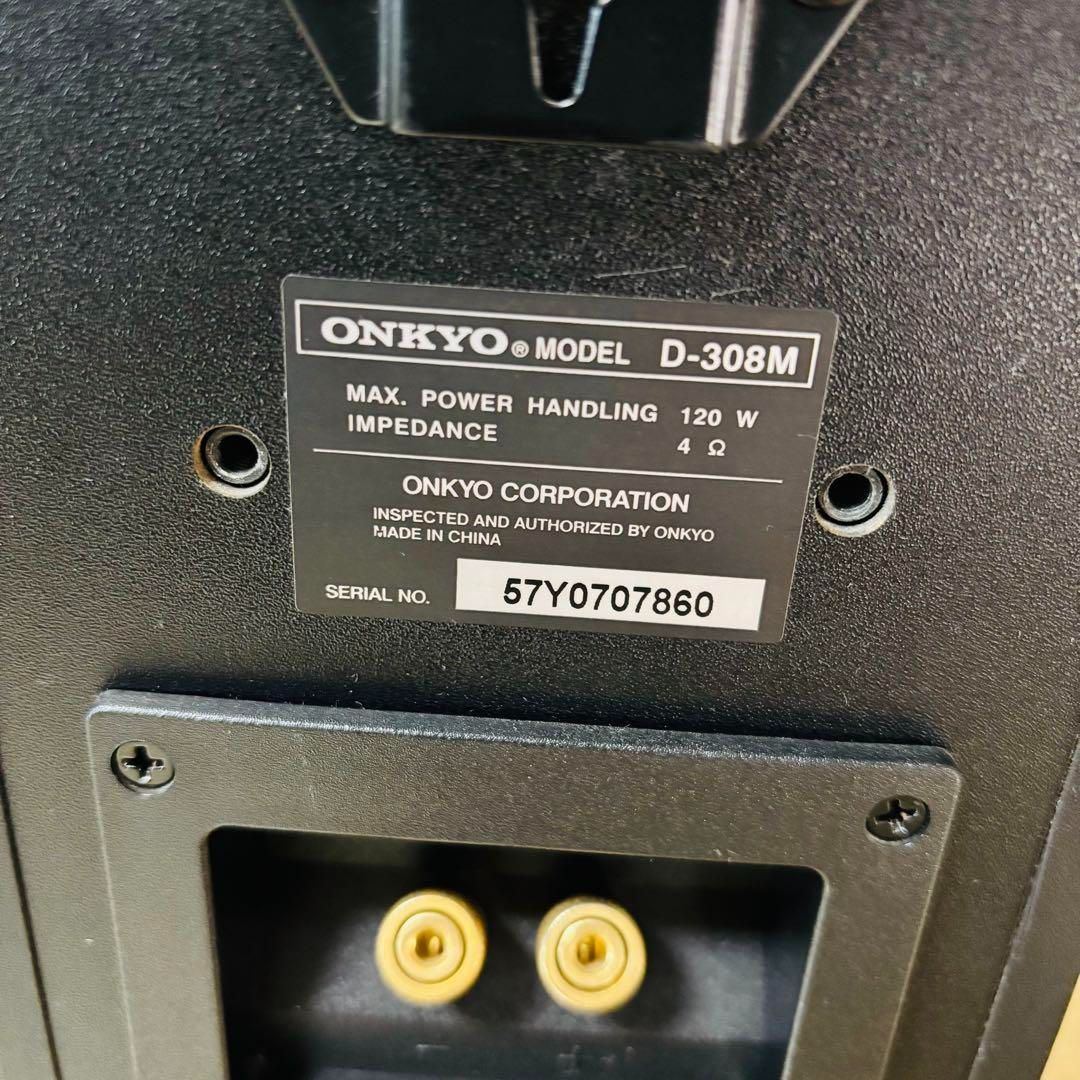 ONKYO® MODEL D-308M
MAX. POWER HANDLING 120 W
IMPEDANCE 4 Ω
ONKYO CORPORATION
INSPECTED AND AUTHORIZED BY ONKYO
MADE IN CHINA
SERIAL NO. 57Y0707860